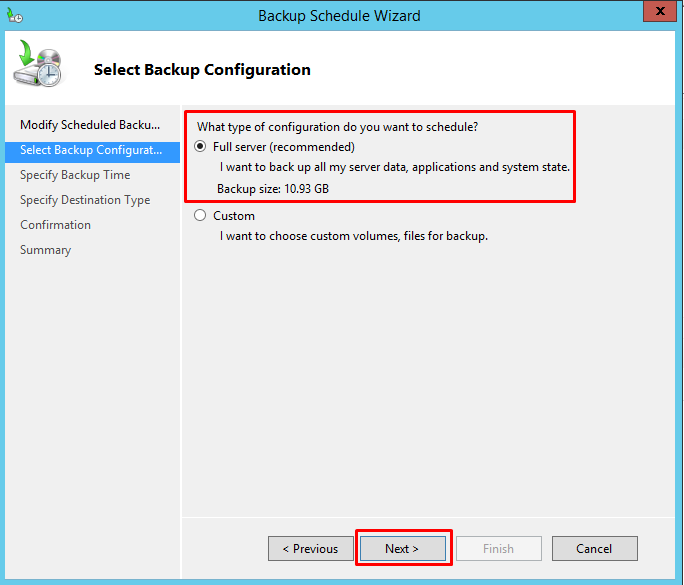 Backup Schedule Wizard
x
Select Backup Configuration
Modify Scheduled Backu...
Select Backup Configurat...
Specify Backup Time
Specify Destination Type
Confirmation
Summary
What type of configuration do you want to schedule?
Full server (recommended)
I want to back up all my server data, applications and system state.
Backup size: 10.93 GB
Custom
I want to choose custom volumes, files for backup.
< Previous
Next >
Finish
Cancel